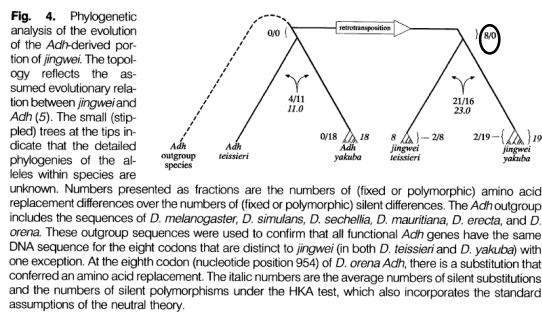 Fig. 4. Phylogenetic
analysis of the evolution
of the Adh-derived por-
tion of jingwei. The topol-
ogy reflects the as-
sumed evolutionary rela-
tion between jingwei and
Adh (5). The small (stip-
pled) trees at the tips in-
dicate that the detailed
phylogenies of the al-
leles within species are
0/0 {
retrotransposition
} 8/0
4/11
11.0
21/16
23.0
0/18
18
8
} — 2/8
2/19 — {
} 19
Adh
outgroup
species
Adh
teissieri
Adh
yakuba
jingwei
teissieri
jingwei
yakuba
unknown. Numbers presented as fractions are the numbers of (fixed or polymorphic) amino acid
replacement differences over the numbers of (fixed or polymorphic) silent differences. The Adh outgroup
includes the sequences of D. melanogaster, D. simulans, D. sechellia, D. mauritiana, D. erecta, and D.
orena. These outgroup sequences were used to confirm that all functional Adh genes have the same
DNA sequence for the eight codons that are distinct to jingwei (in both D. teissieri and D. yakuba) with
one exception. At the eighth codon (nucleotide position 954) of D. orena Adh, there is a substitution that
conferred an amino acid replacement. The italic numbers are the average numbers of silent substitutions
and the numbers of silent polymorphisms under the HKA test, which also incorporates the standard
assumptions of the neutral theory.